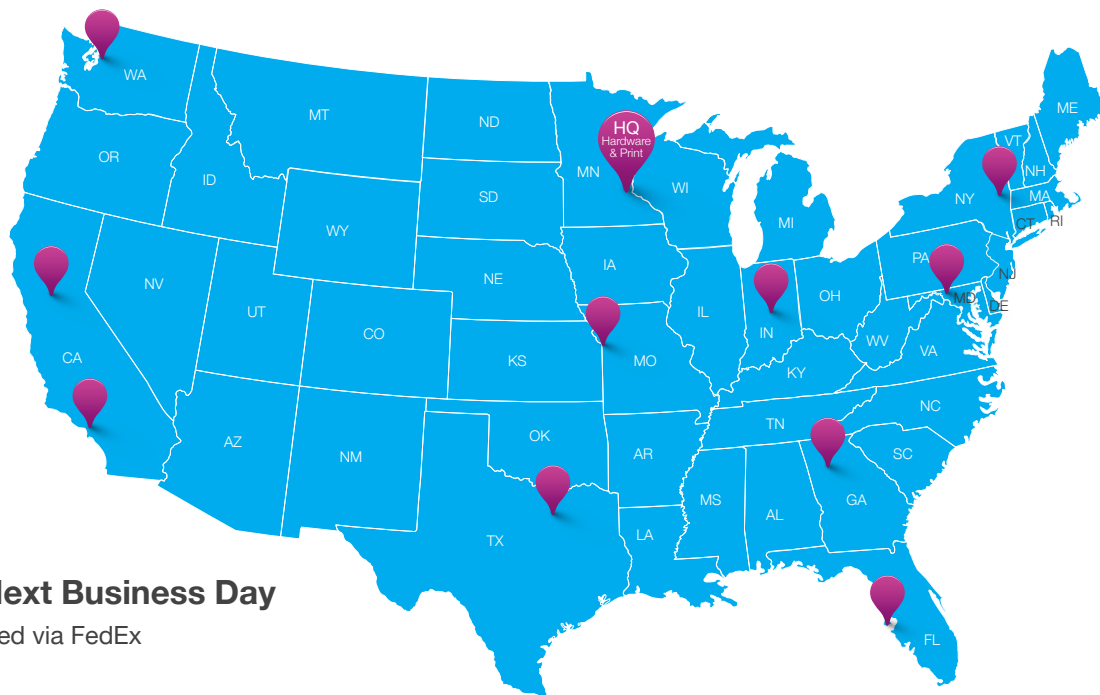 WA
MT
ND
OR
ID
SD
WY
MN
HQ
Hardware
& Print
WI
MI
ME
VT
NH
NY
MA
CT
RI
NV
UT
CO
NE
IA
IL
IN
OH
PA
NJ
MD
DE
WV
VA
CA
KS
MO
KY
AZ
NM
OK
AR
TN
NC
SC
TX
LA
MS
AL
GA
FL
Next Business Day
ed via FedEx